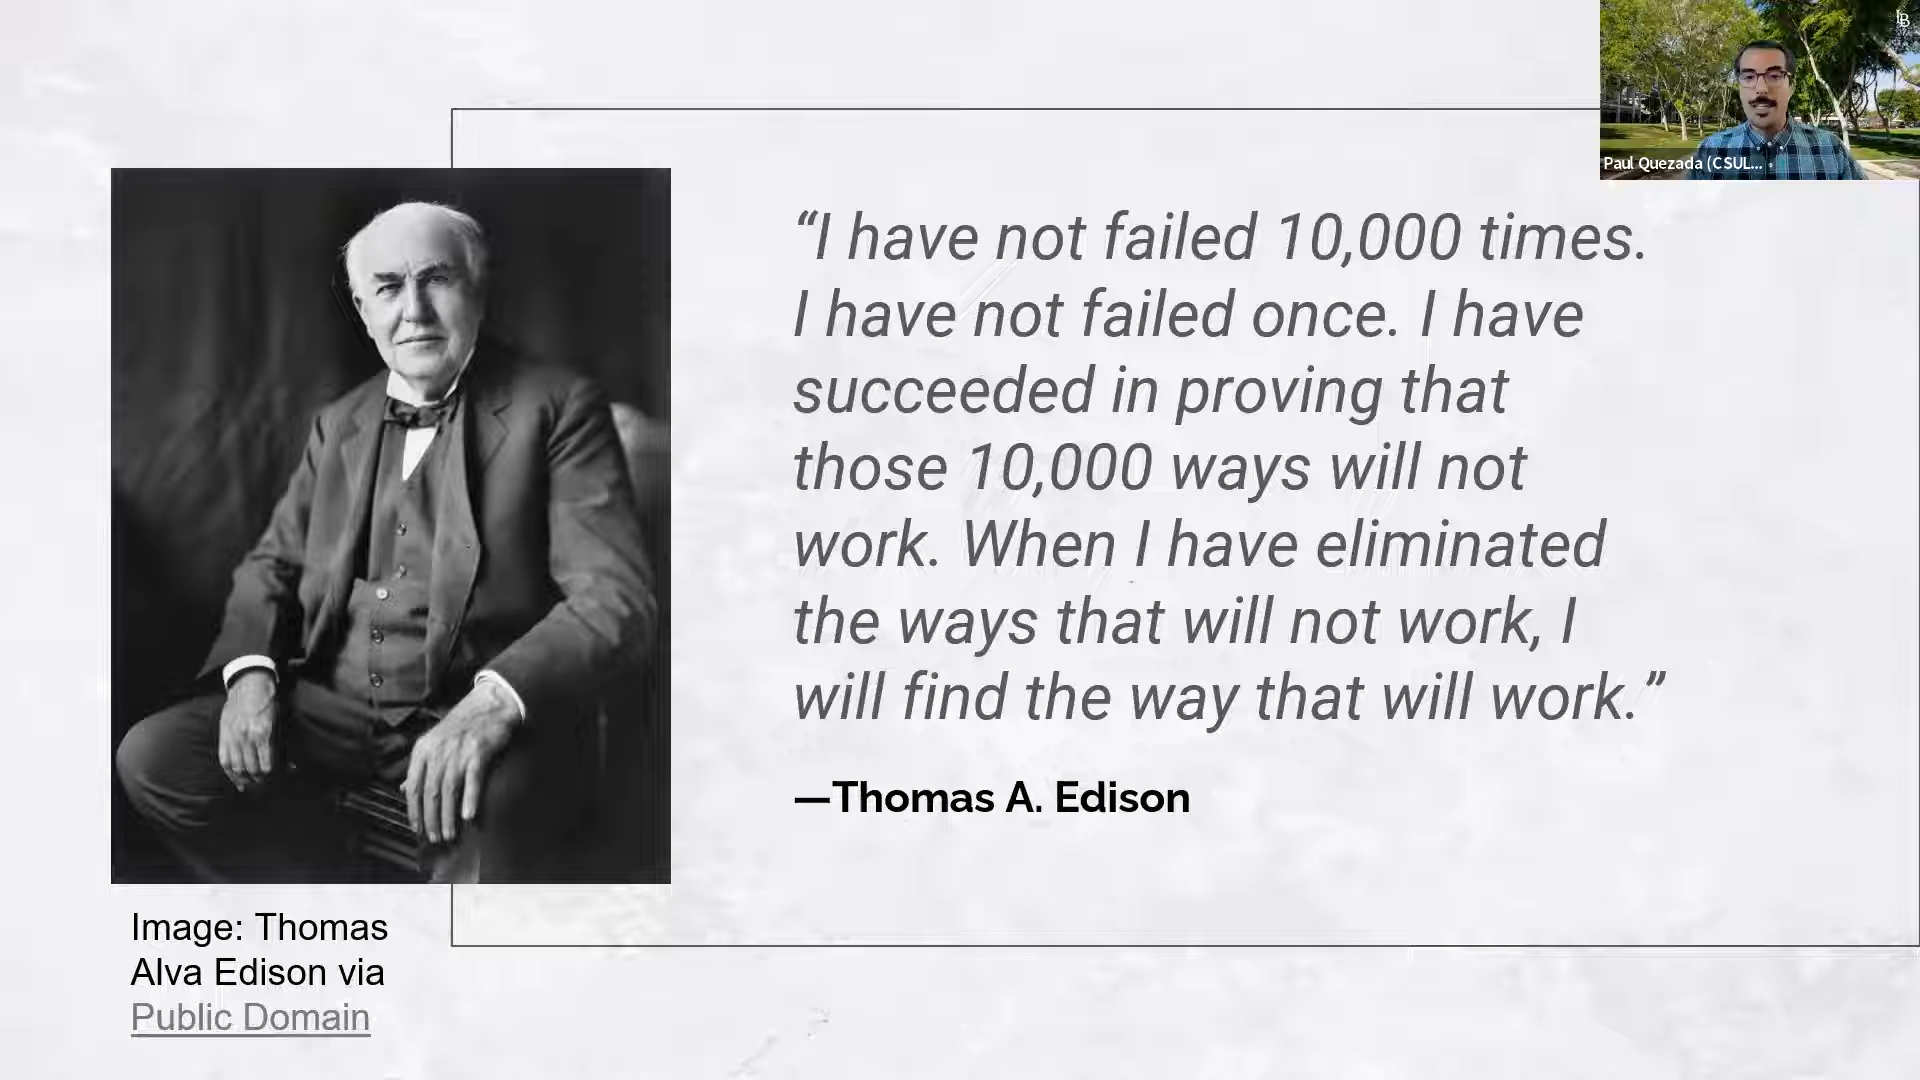 Paul Quezada (CSUL...
“I have not failed 10,000 times.
I have not failed once. I have
succeeded in proving that
those 10,000 ways will not
work. When I have eliminated
the ways that will not work, I
will find the way that will work.”
—Thomas A. Edison
Image: Thomas
Alva Edison via
Public Domain